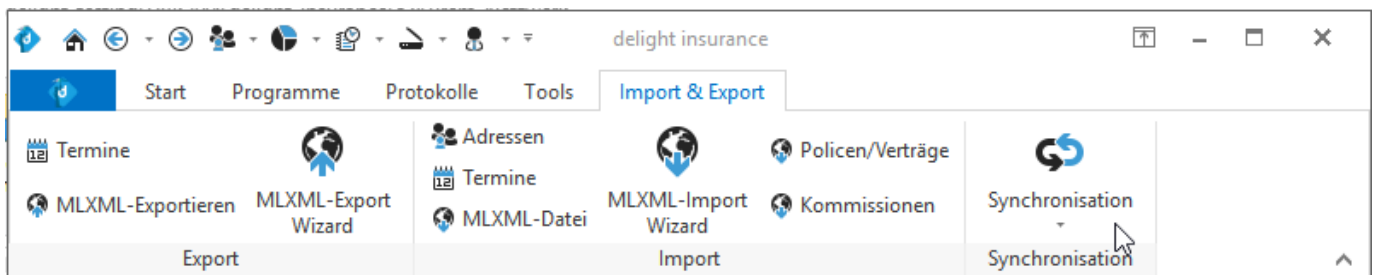 delight insurance
Start Programme Protokolle Tools Import & Export
Termine
MLXML-Exportieren
MLXML-Export
Wizard
Export
Adressen
Termine
MLXML-Datei
MLXML-Import
Wizard
Policen/Verträge
Kommissionen
Import
Synchronisation
Synchronisation